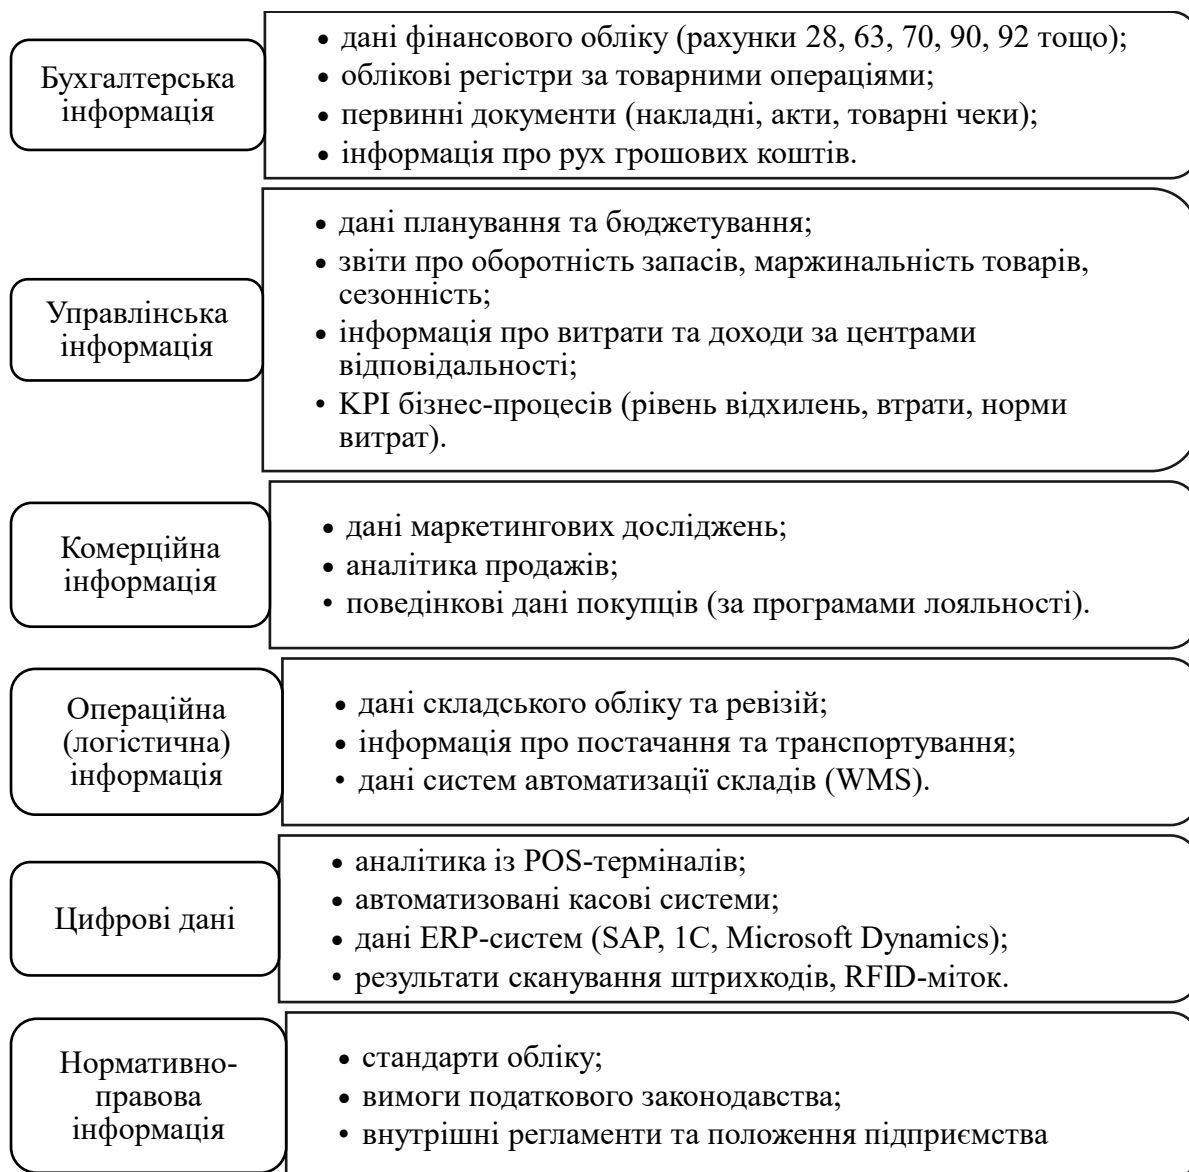 Бухгалтерська
інформація
• дані фінансового обліку (рахунки 28, 63, 70, 90, 92 тощо);
• облікові регістри за товарними операціями;
• первинні документи (накладні, акти, товарні чеки);
• інформація про рух грошових коштів.
Управлінська
інформація
• дані планування та бюджетування;
• звіти про оборотність запасів, маржинальність товарів,
сезонність;
• інформація про витрати та доходи за центрами
відповідальності;
• KPI бізнес-процесів (рівень відхилень, втрати, норми
витрат).
Комерційна
інформація
• дані маркетингових досліджень;
• аналітика продажів;
• поведінкові дані покупців (за програмами лояльності).
Операційна
(логістична)
інформація
• дані складського обліку та ревізій;
• інформація про постачання та транспортування;
• дані систем автоматизації складів (WMS).
Цифрові дані
• аналітика із POS-терміналів;
• автоматизовані касові системи;
• дані ERP-систем (SAP, 1C, Microsoft Dynamics);
• результати сканування штрихкодів, RFID-міток.
Нормативно-
правова
інформація
• стандарти обліку;
• вимоги податкового законодавства;
• внутрішні регламенти та положення підприємства